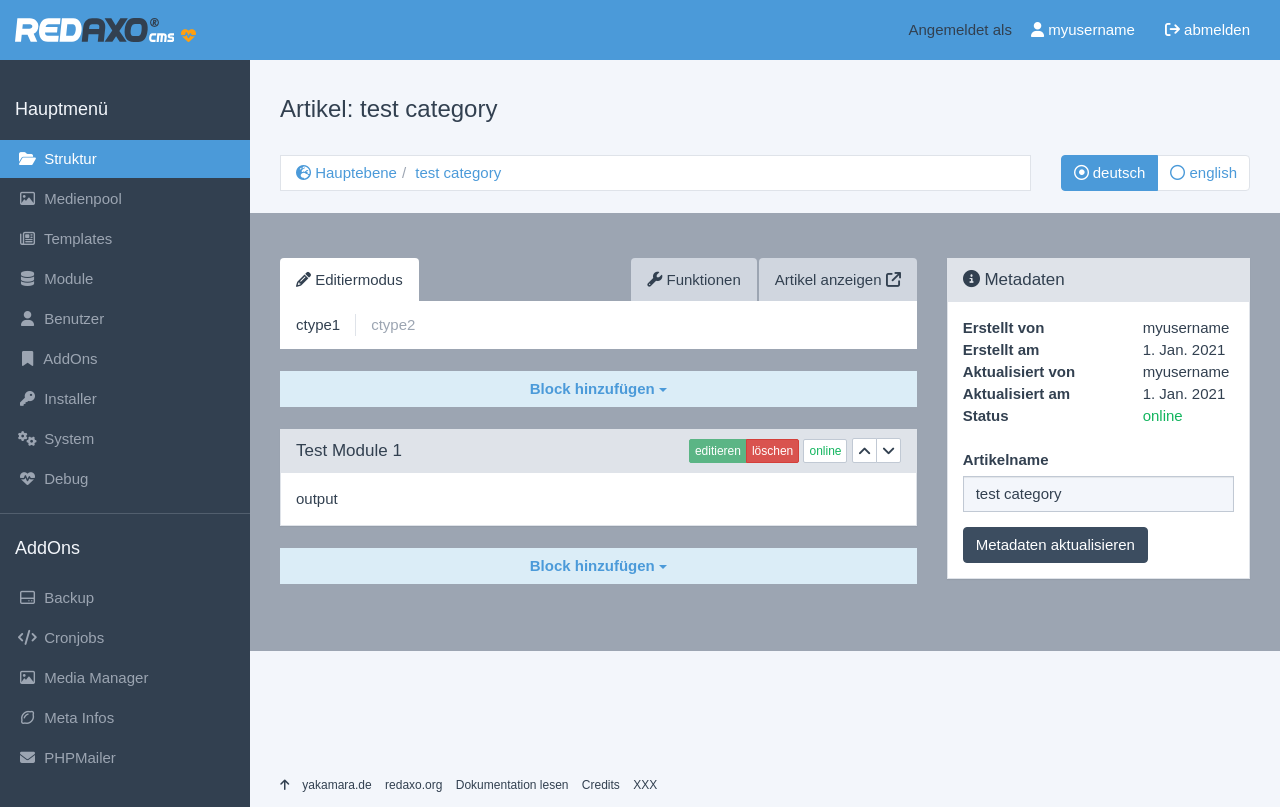 REDAXO® cms
Angemeldet als myusername abmelden
Hauptmenü
Struktur
Medienpool
Templates
Module
Benutzer
AddOns
Installer
System
Debug
AddOns
Backup
Cronjobs
Media Manager
Meta Infos
PHPMailer
Artikel: test category
Hauptebene / test category
deutsch english
Editiermodus Funktionen Artikel anzeigen
ctype1 ctype2
Block hinzufügen
Test Module 1 editieren löschen online
output
Block hinzufügen
Metadaten
Erstellt von myusername
Erstellt am 1. Jan. 2021
Aktualisiert von myusername
Aktualisiert am 1. Jan. 2021
Status online
Artikelname
test category
Metadaten aktualisieren
yakamara.de redaxo.org Dokumentation lesen Credits XXX